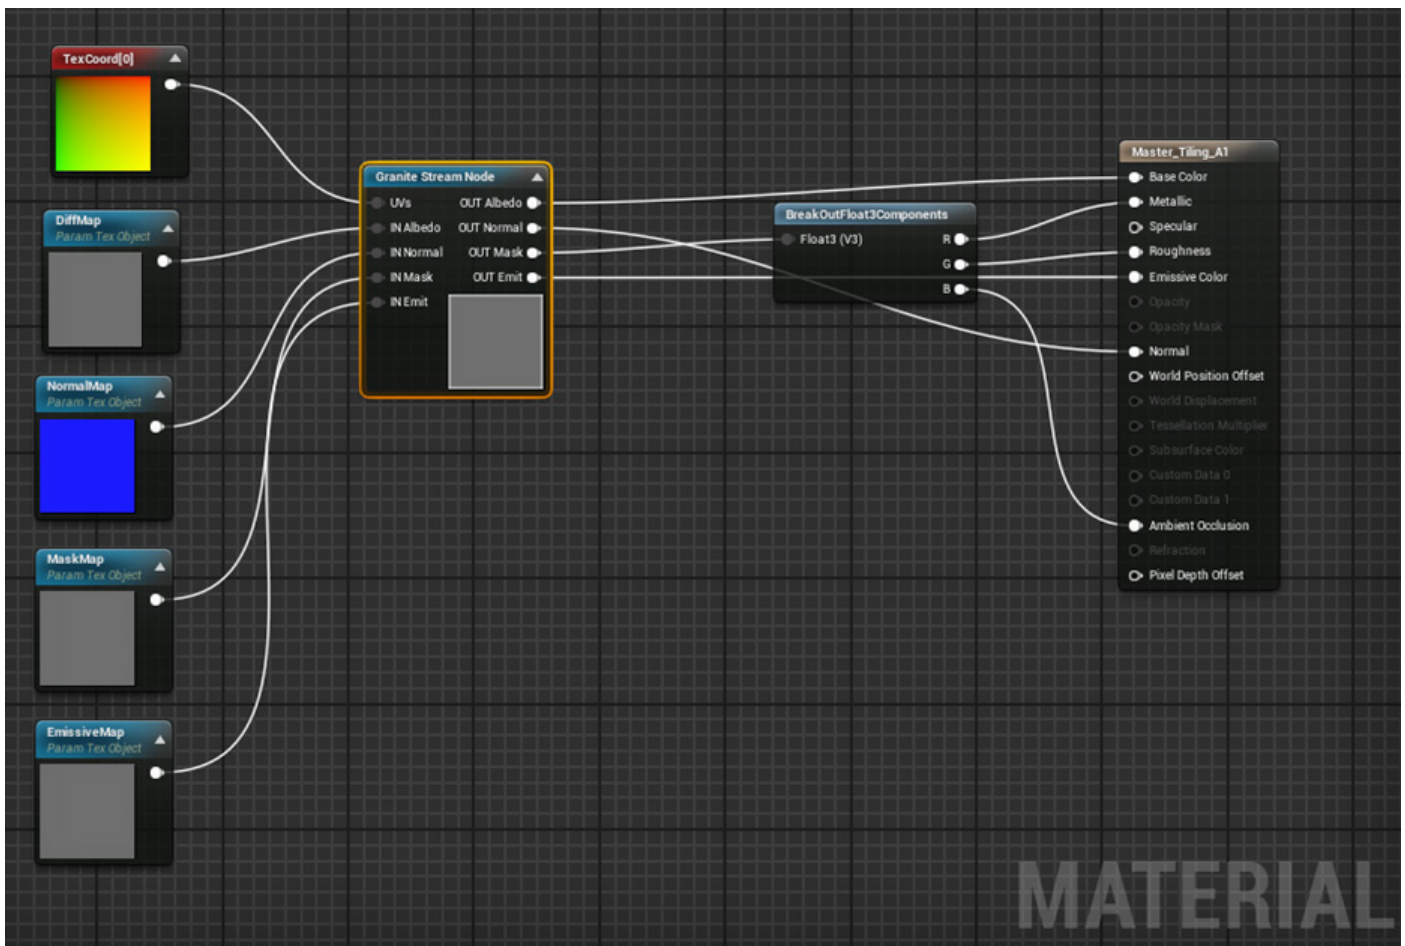 TexCoord[0]
DiffMap
Param Tex Object
NormalMap
Param Tex Object
MaskMap
Param Tex Object
EmissiveMap
Param Tex Object
Granite Stream Node
UVs OUT Albedo
IN Albedo OUT Normal
IN Normal OUT Mask
IN Mask OUT Emit
IN Emit
BreakOutFloat3Components
Float3 (V3) R
G
B
Master_Tiling_A1
Base Color
Metallic
Specular
Roughness
Emissive Color
Opacity
Opacity Mask
Normal
World Position Offset
World Displacement
Tessellation Multiplier
Subsurface Color
Custom Data 0
Custom Data 1
Ambient Occlusion
Refraction
Pixel Depth Offset
MATERIAL